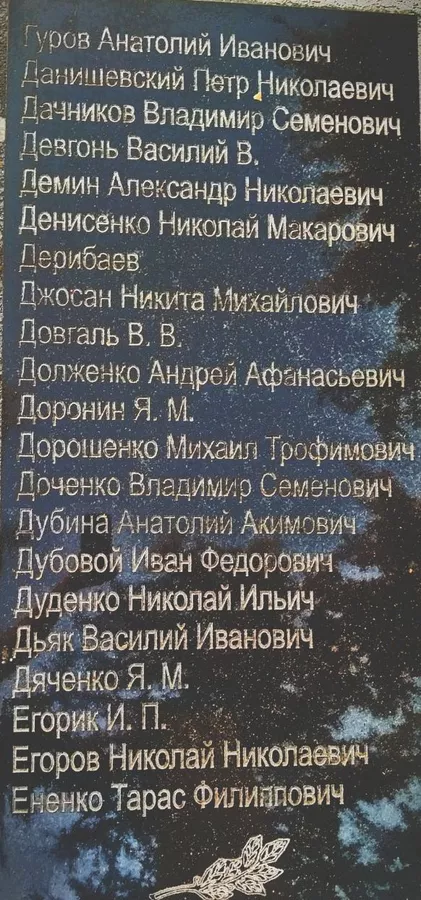 Гуров Анатолий Иванович
Данишевский Петр Николаевич
Дачников Владимир Семенович
Девгонь Василий В.
Демин Александр Николаевич
Денисенко Николай Макарович
Дерибаев
Джосан Никита Михайлович
Довгаль В. В.
Долженко Андрей Афанасьевич
Доронин Я. М.
Дорошенко Михаил Трофимович
Доченко Владимир Семенович
Дубина Анатолий Акимович
Дубовой Иван Федорович
Дуденко Николай Ильич
Дьяк Василий Иванович
Дяченко Я. М.
Егорик И. П.
Егоров Николай Николаевич
Ененко Тарас Филиппович